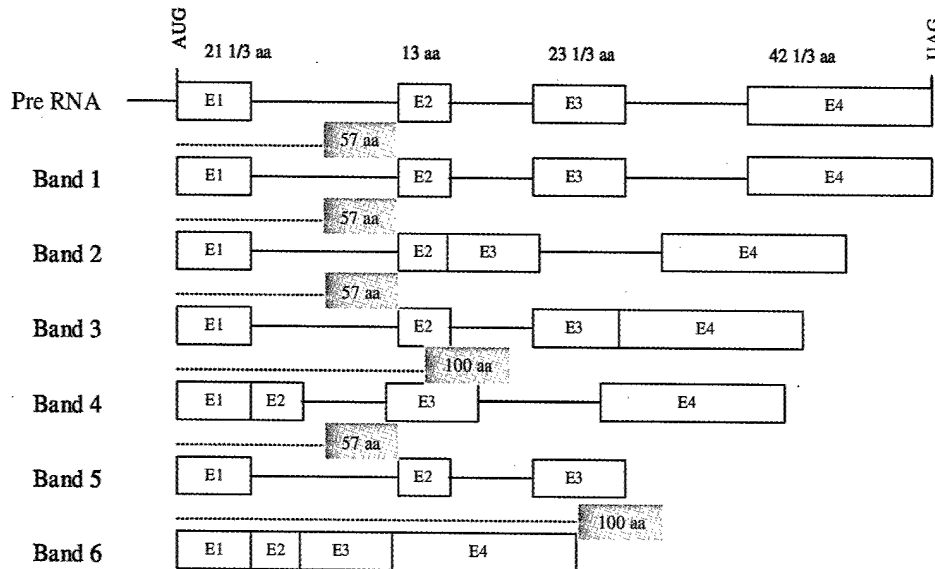 AUG
UAG
21 1/3 aa 13 aa 23 1/3 aa 42 1/3 aa
Pre RNA E1 E2 E3 E4
57 aa
Band 1 E1 E2 E3 E4
57 aa
Band 2 E1 E2 E3 E4
57 aa
Band 3 E1 E2 E3 E4
100 aa
Band 4 E1 E2 E3 E4
57 aa
Band 5 E1 E2 E3
100 aa
Band 6 E1 E2 E3 E4